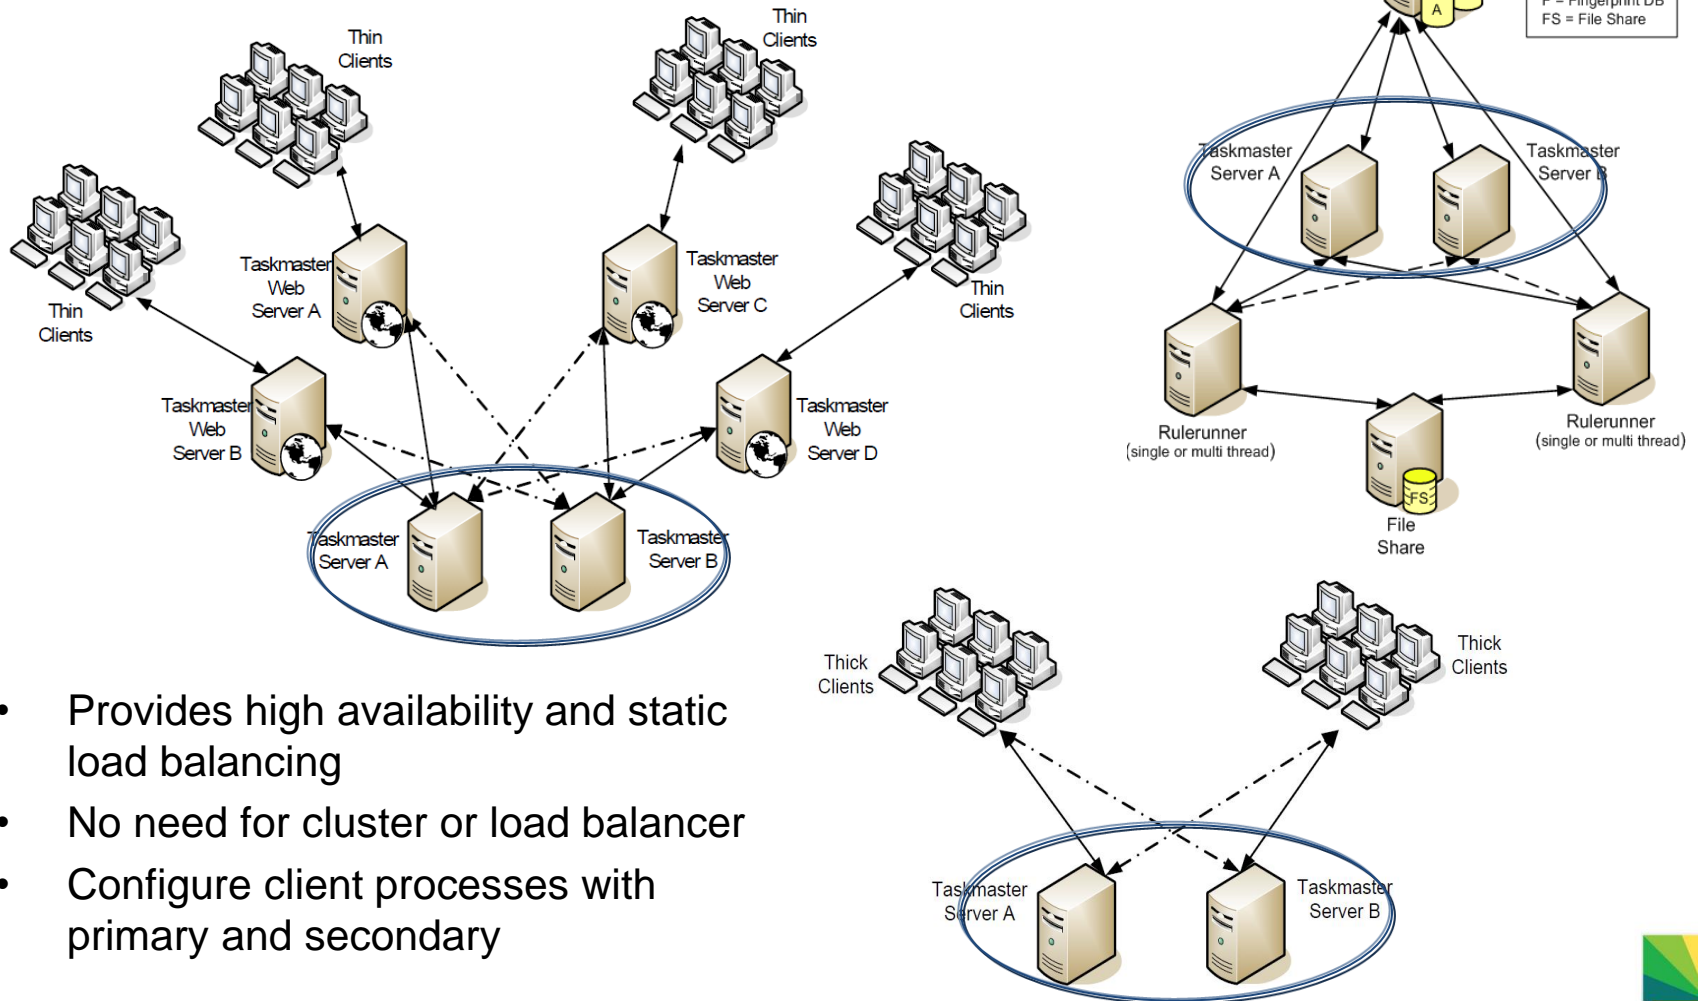 Thin
Clients
Thin
Clients
Thin
Clients
Thin
Clients
Taskmaster
Web
Server A
Taskmaster
Web
Server C
Taskmaster
Web
Server B
Taskmaster
Web
Server D
Taskmaster
Server A
Taskmaster
Server B
A
F = Fingerprint DB
FS = File Share
Taskmaster
Server A
Taskmaster
Server B
Rulerunner
(single or multi thread)
Rulerunner
(single or multi thread)
FS
File
Share
Thick
Clients
Thick
Clients
Taskmaster
Server A
Taskmaster
Server B
• Provides high availability and static
load balancing
• No need for cluster or load balancer
• Configure client processes with
primary and secondary